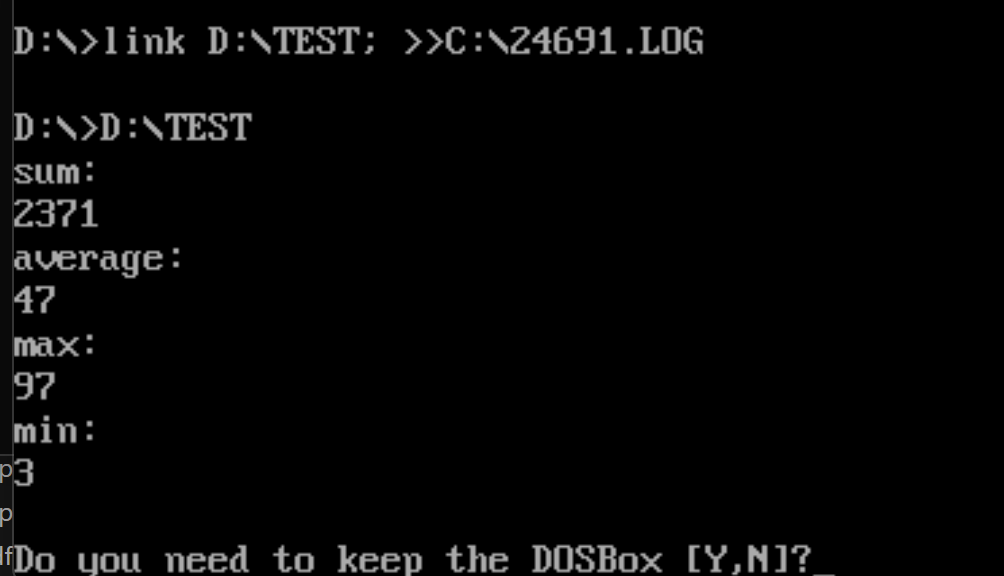 D:\>link D:\TEST; >>C:\24691.LOG
D:\>D:\TEST
sum:
2371
average:
47
max:
97
min:
3
Do you need to keep the DOSBox [Y,N]?_